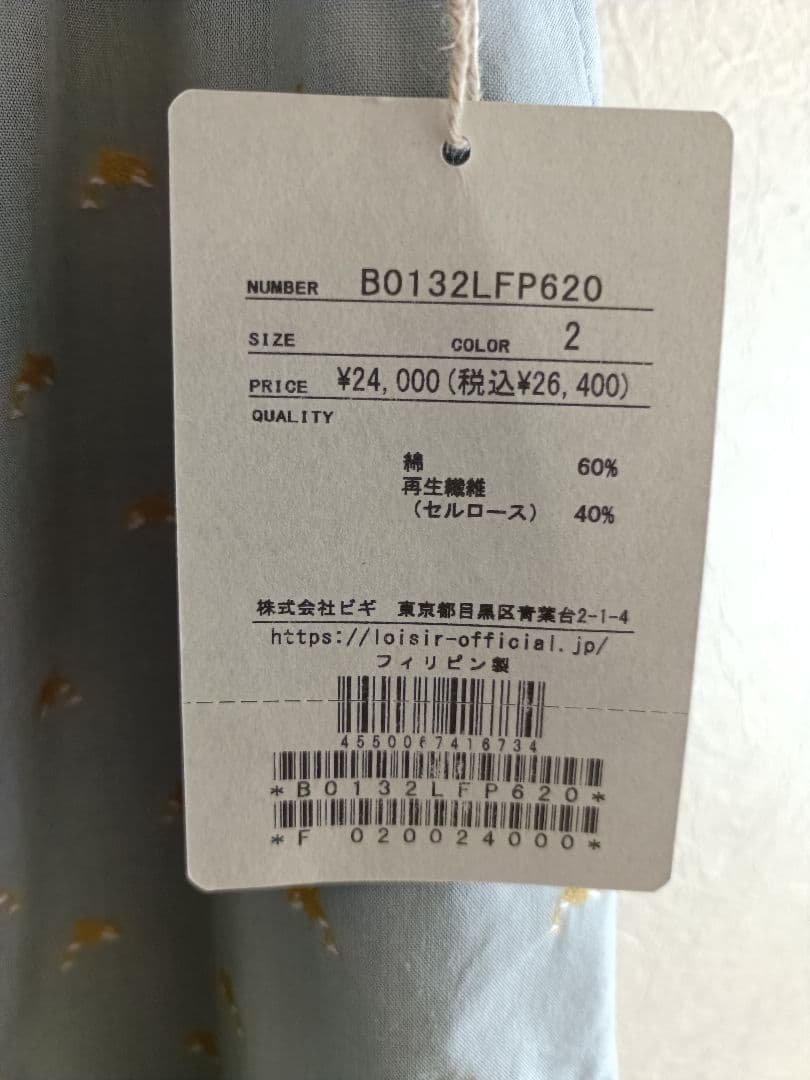 NUMBER B0132LFP620
SIZE COLOR 2
PRICE ¥24,000(税込¥26,400)
QUALITY
綿 60%
再生繊維
(セルロース) 40%
株式会社ビギ 東京都目黒区青葉台2-1-4
https://loisir-official.jp/
フィリピン製
4550067416734
*B0132LFP620*
*F 020024000*